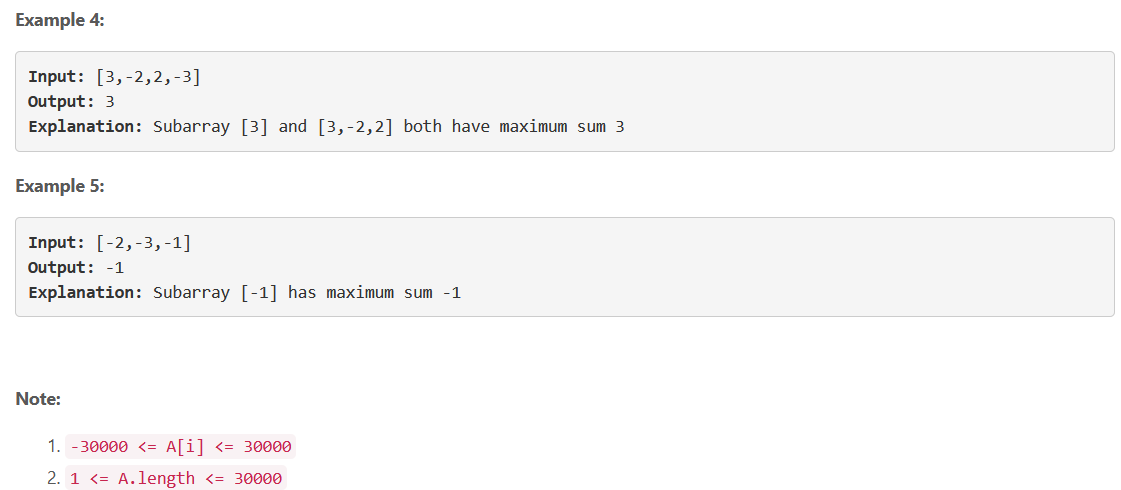 Example 4:
Input: [3,-2,2,-3]
Output: 3
Explanation: Subarray [3] and [3,-2,2] both have maximum sum 3
Example 5:
Input: [-2,-3,-1]
Output: -1
Explanation: Subarray [-1] has maximum sum -1
Note:
1. -30000 <= A[i] <= 30000
2. 1 <= A.length <= 30000